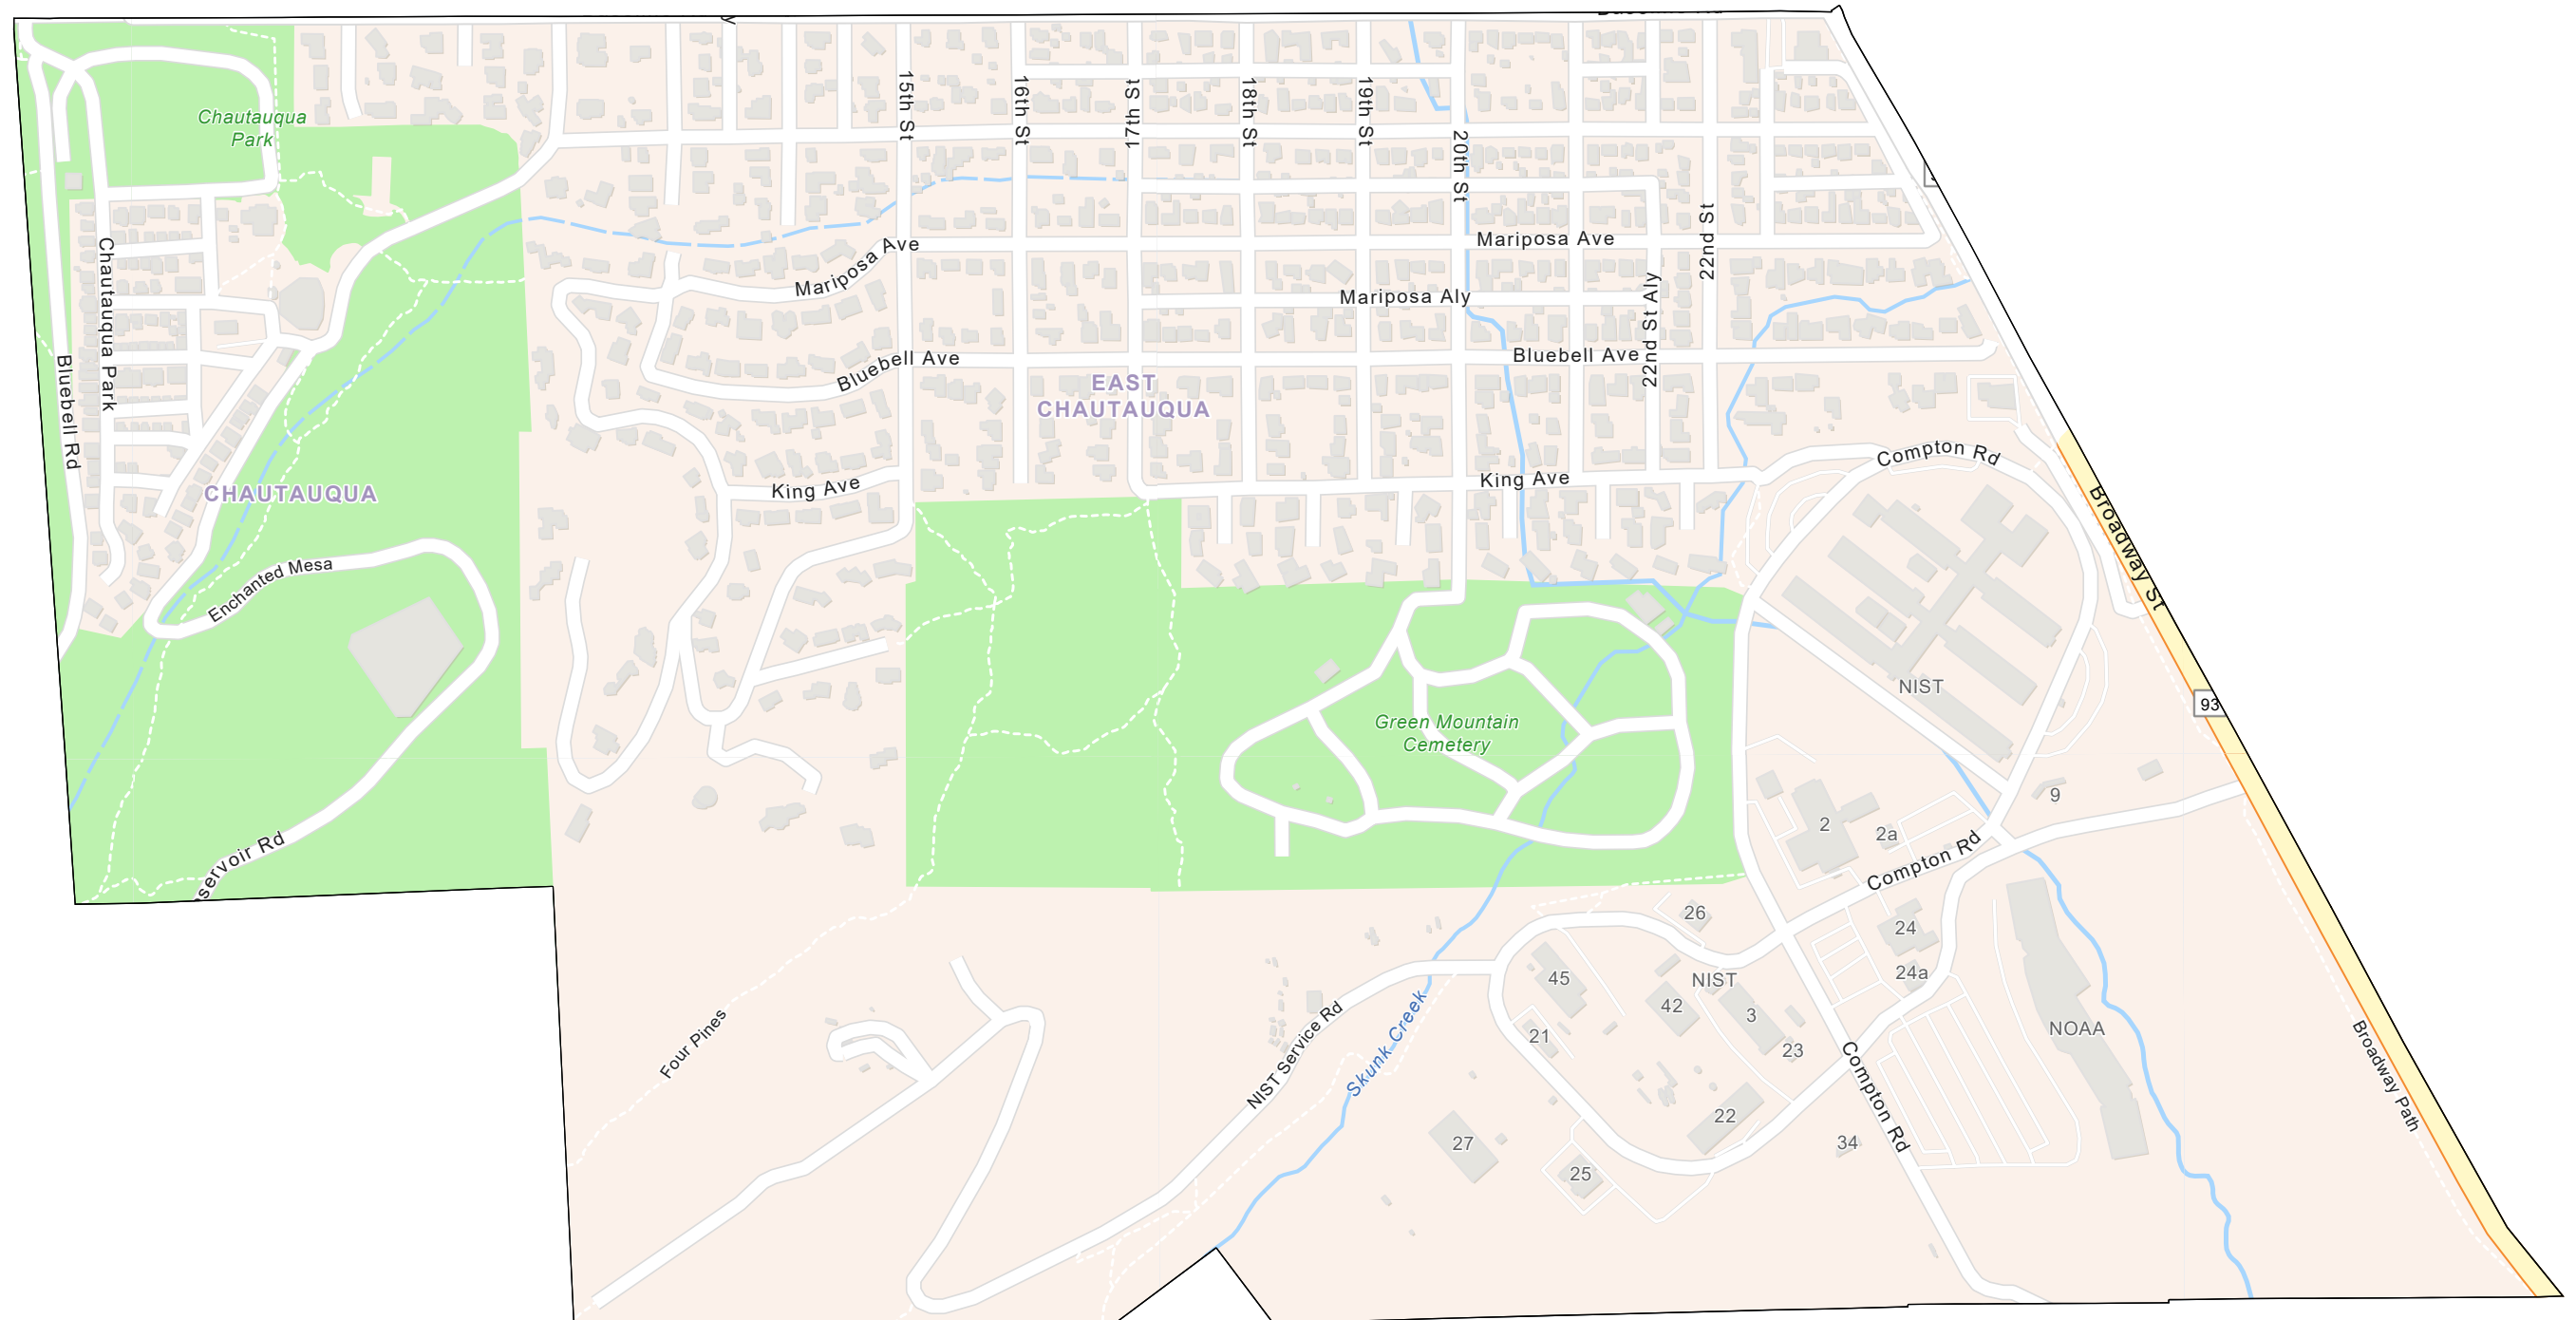 Chautauqua
Park
15th St
16th St
17th St
18th St
19th St
20th St
22nd St
Mariposa Ave
Mariposa Ave
Chautauqua Park
Mariposa Aly
22nd St Aly
Bluebell Rd
Bluebell Ave
Bluebell Ave
EAST
CHAUTAUQUA
Compton Rd
King Ave
King Ave
CHAUTAUQUA
Broadway St
Enchanted Mesa
NIST
93
Green Mountain
Cemetery
9
2
2a
servoir Rd
Compton Rd
26
24
45
NIST
24a
42
3
21
23
NOAA
Four Pines
NIST Service Rd
Skunk Creek
Compton Rd
Broadway Path
22
27
34
25